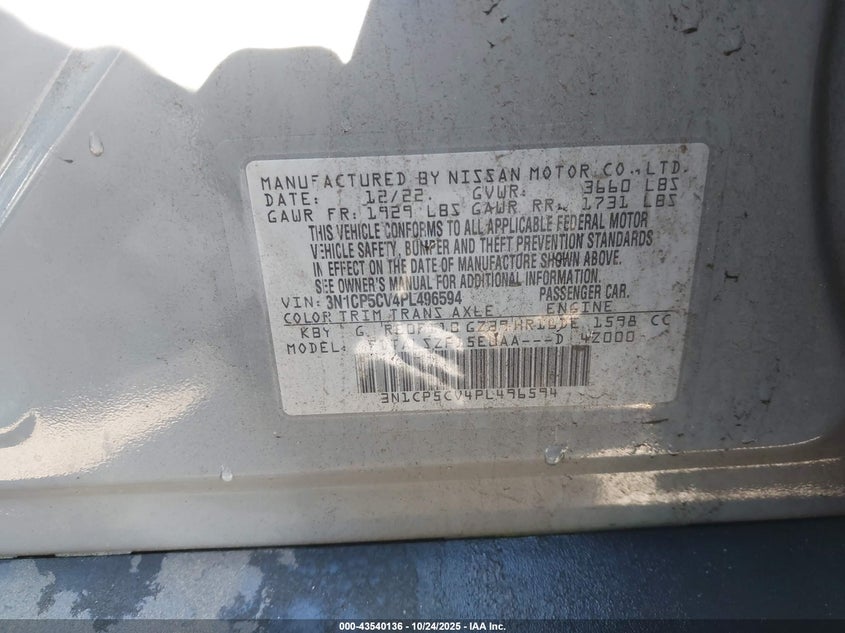 MANUFACTURED BY NISSAN MOTOR CO., LTD.
DATE: 12/22. GVWR: 3660 LBS
GAWR FR: 1929 LBS GAWR RR: 1731 LBS
THIS VEHICLE CONFORMS TO ALL APPLICABLE FEDERAL MOTOR
VEHICLE SAFETY, BUMPER AND THEFT PREVENTION STANDARDS
IN EFFECT ON THE DATE OF MANUFACTURE SHOWN ABOVE.
SEE OWNER'S MANUAL FOR ADDITIONAL INFORMATION.
VIN: 3N1CP5CV4PL496594 PASSENGER CAR.
COLOR TRIM TRANS AXLE ENGINE
KBY G 1598 CC
MODEL:
3N1CP5CV4PL496594
000-43540136 - 10/24/2025 - IAA Inc.